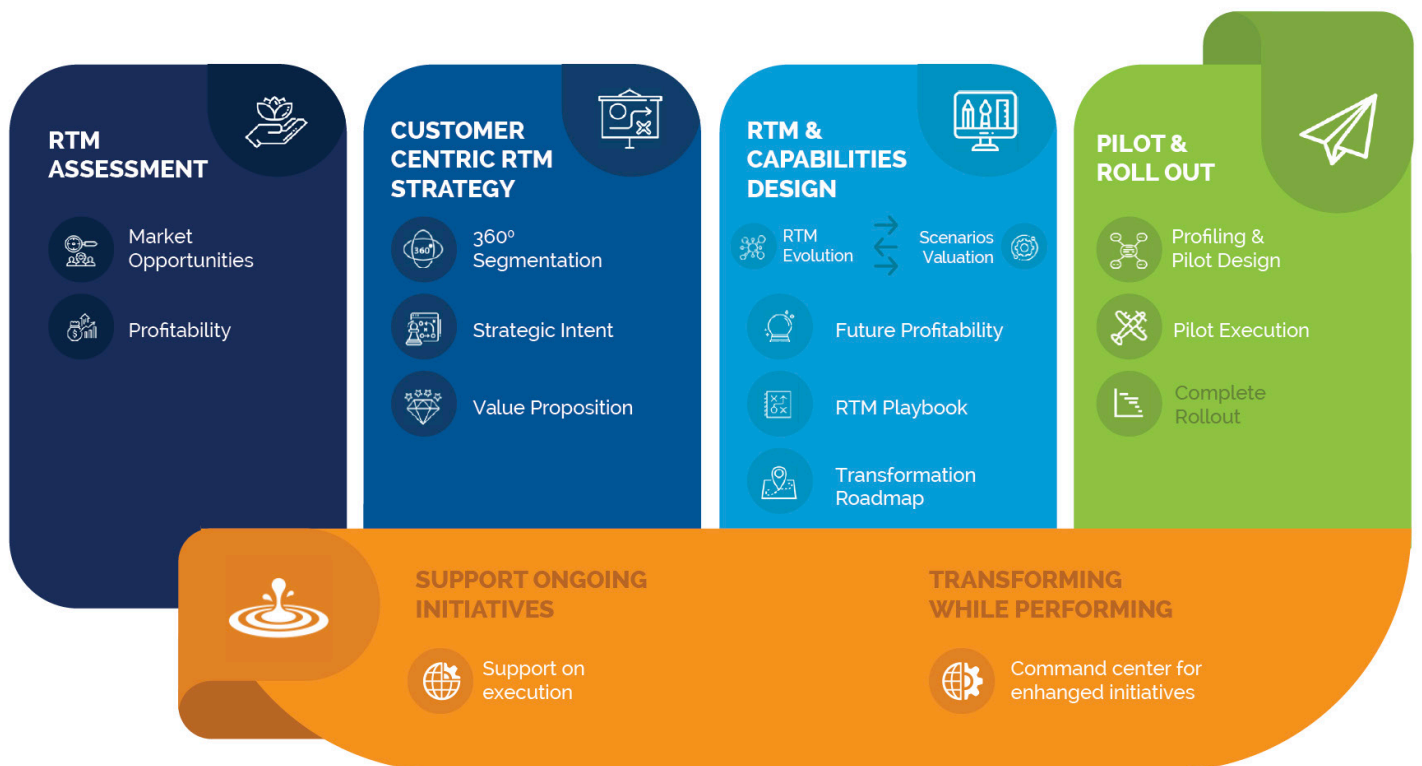 RTM
ASSESSMENT
Market
Opportunities
Profitability
CUSTOMER
CENTRIC RTM
STRATEGY
360º
360º
Segmentation
Strategic Intent
Value Proposition
RTM &
CAPABILITIES
DESIGN
RTM
Evolution
Scenarios
Valuation
Future Profitability
RTM Playbook
Transformation
Roadmap
PILOT &
ROLL OUT
Profiling &
Pilot Design
Pilot Execution
Complete
Rollout
SUPPORT ONGOING
INITIATIVES
Support on
execution
TRANSFORMING
WHILE PERFORMING
Command center for
enhanged initiatives